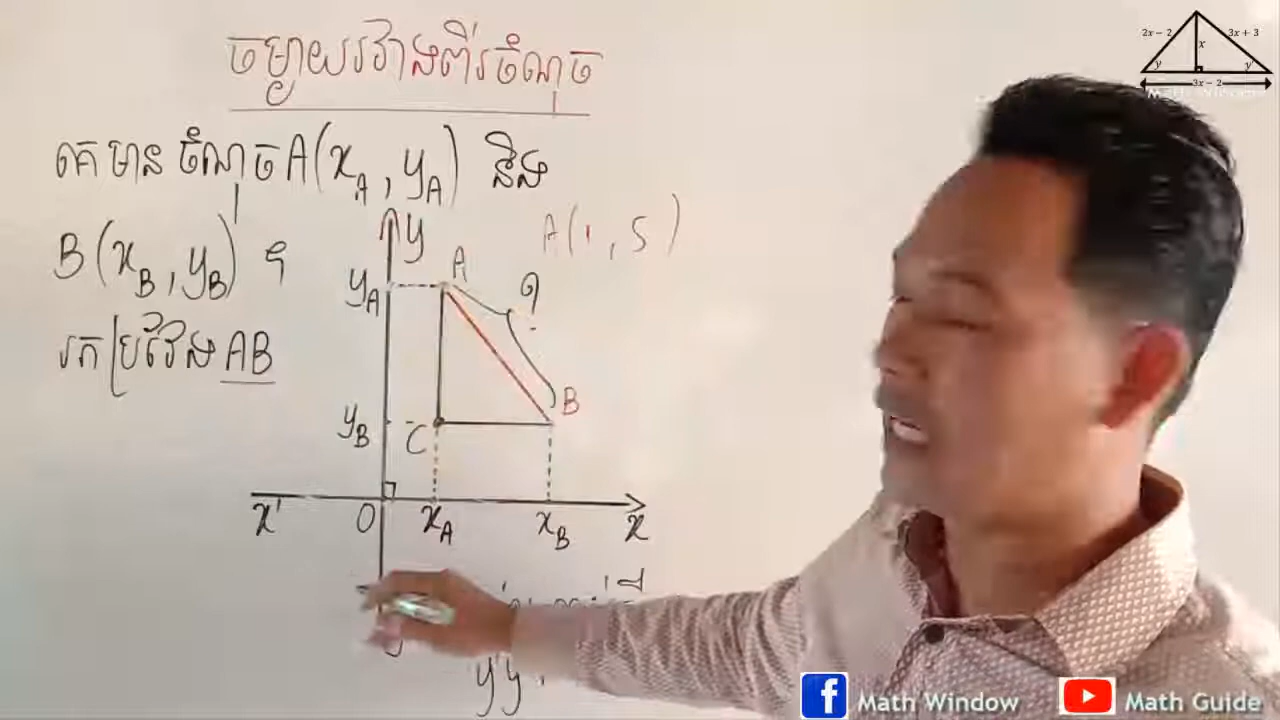 ចម្ងាយរវាងពីរចំណុច
គេមានចំណុច A(x_A, y_A) និង
B(x_B, y_B) ។
រកប្រវែង AB
A(1, 5)
y
y_A
A
?
B
y_B
C
x'
O
x_A
x_B
x
y'y
2x − 2
3x + 3
x
y
y
3x − 2
Math Window
Math Window
Math Guide